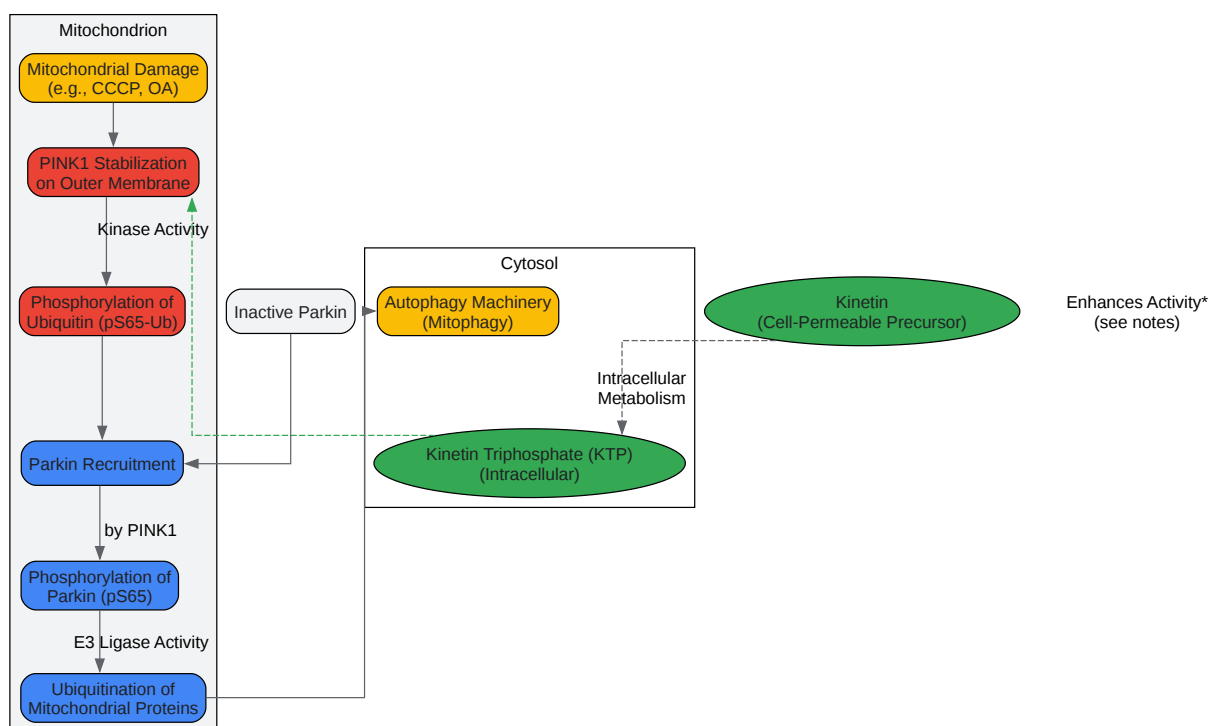 Mitochondrion
Mitochondrial Damage
(e.g., CCCP, OA)
PINK1 Stabilization
on Outer Membrane
Kinase Activity
Phosphorylation of
Ubiquitin (pS65-Ub)
Parkin Recruitment
by PINK1
Phosphorylation of
Parkin (pS65)
E3 Ligase Activity
Ubiquitination of
Mitochondrial Proteins
Inactive Parkin
Cytosol
Autophagy Machinery
(Mitophagy)
Intracellular
Metabolism
Kinetin Triphosphate (KTP)
(Intracellular)
Kinetin
(Cell-Permeable Precursor)
Enhances Activity*
(see notes)